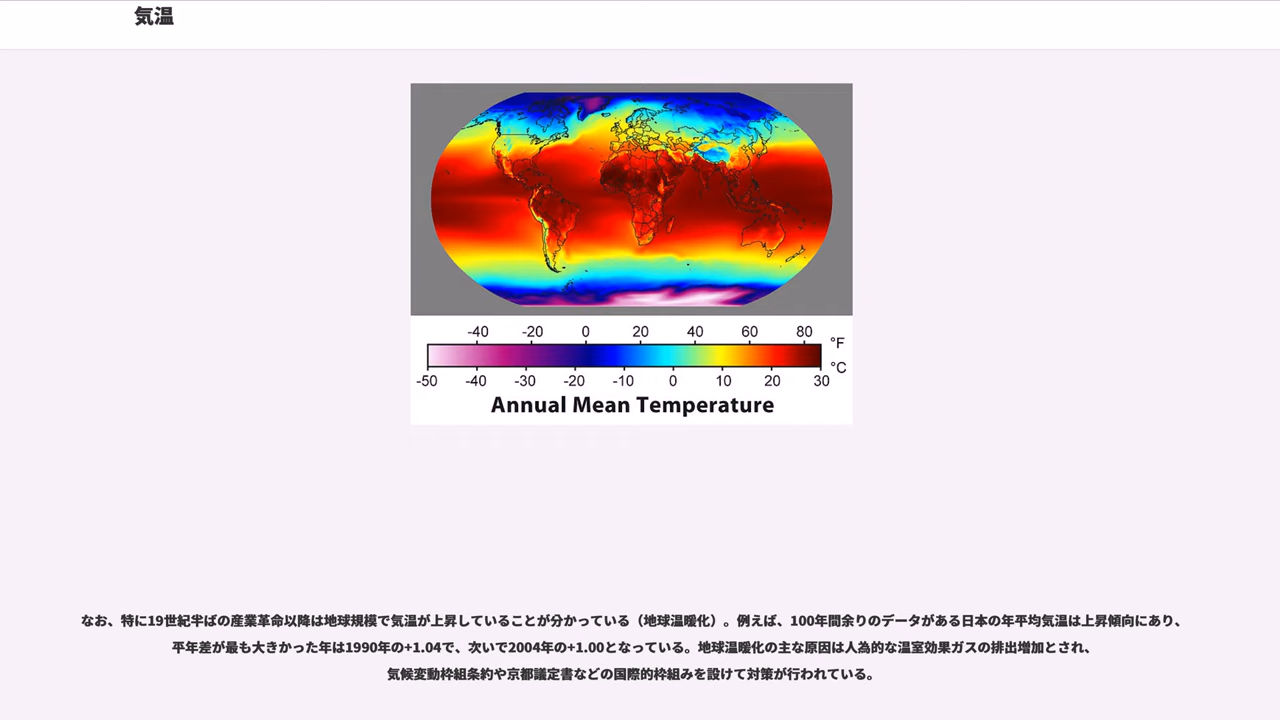 気温
-40 -20 0 20 40 60 80 °F
°C
-50 -40 -30 -20 -10 0 10 20 30
Annual Mean Temperature
なお、特に19世紀半ばの産業革命以降は地球規模で気温が上昇していることが分かっている（地球温暖化）。例えば、100年間余りのデータがある日本の年平均気温は上昇傾向にあり、
平年差が最も大きかった年は1990年の+1.04で、次いで2004年の+1.00となっている。地球温暖化の主な原因は人為的な温室効果ガスの排出増加とされ、
気候変動枠組条約や京都議定書などの国際的枠組みを設けて対策が行われている。